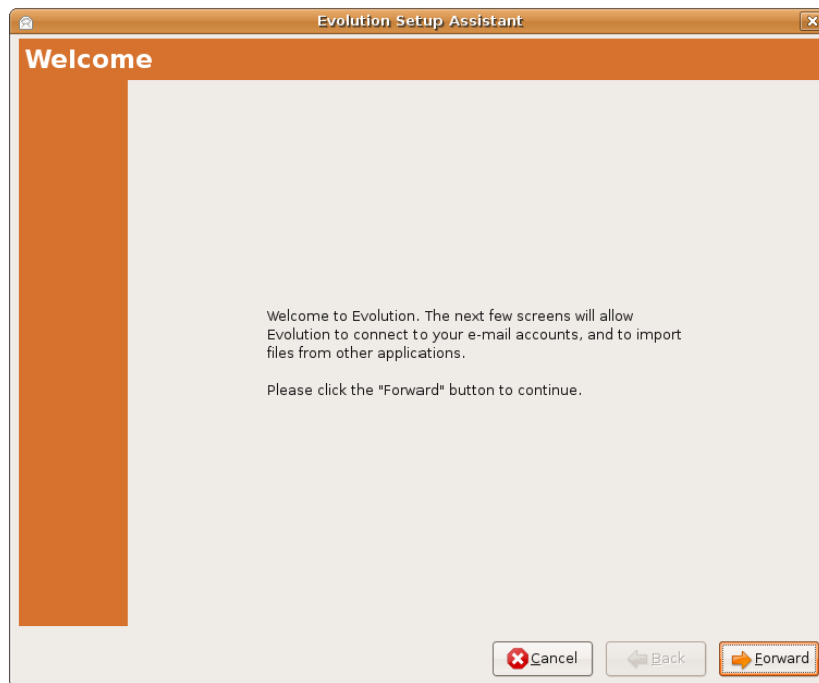 Evolution Setup Assistant
Welcome
Welcome to Evolution. The next few screens will allow
Evolution to connect to your e-mail accounts, and to import
files from other applications.
Please click the "Forward" button to continue.
Cancel
Back
Forward